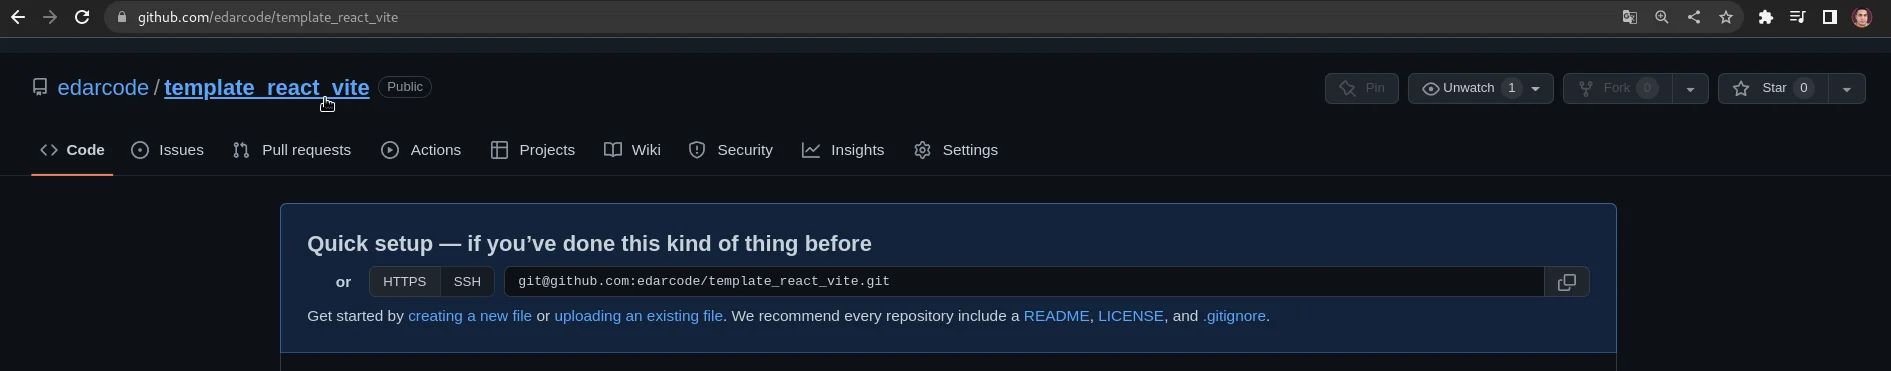 github.com/edarcode/template_react_vite
edarcode / template_react_vite Public Pin Unwatch 1 Fork 0 Star 0
Code Issues Pull requests Actions Projects Wiki Security Insights Settings
Quick setup — if you’ve done this kind of thing before
or HTTPS SSH git@github.com:edarcode/template_react_vite.git
Get started by creating a new file or uploading an existing file. We recommend every repository include a README, LICENSE, and .gitignore.